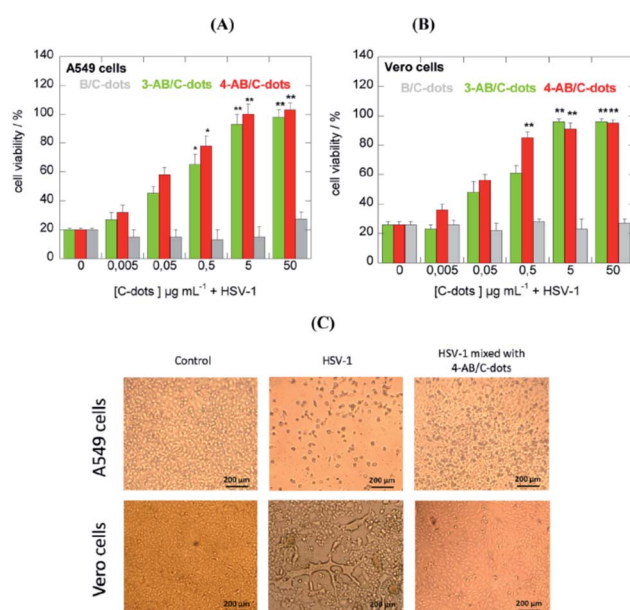 (A)
A549 cells
B/C-dots 3-AB/C-dots 4-AB/C-dots
cell viability / %
140
120
100
80
60
40
20
0
* * ** ** ** **
0 0,005 0,05 0,5 5 50
[C-dots ] µg mL⁻¹ + HSV-1
(B)
Vero cells
B/C-dots 3-AB/C-dots 4-AB/C-dots
cell viability / %
140
120
100
80
60
40
20
0
** ** ** ** **
0 0,005 0,05 0,5 5 50
[C-dots ] µg mL⁻¹ + HSV-1
(C)
Control HSV-1 HSV-1 mixed with
4-AB/C-dots
A549 cells
200 µm 200 µm 200 µm
Vero cells
200 µm 200 µm 200 µm